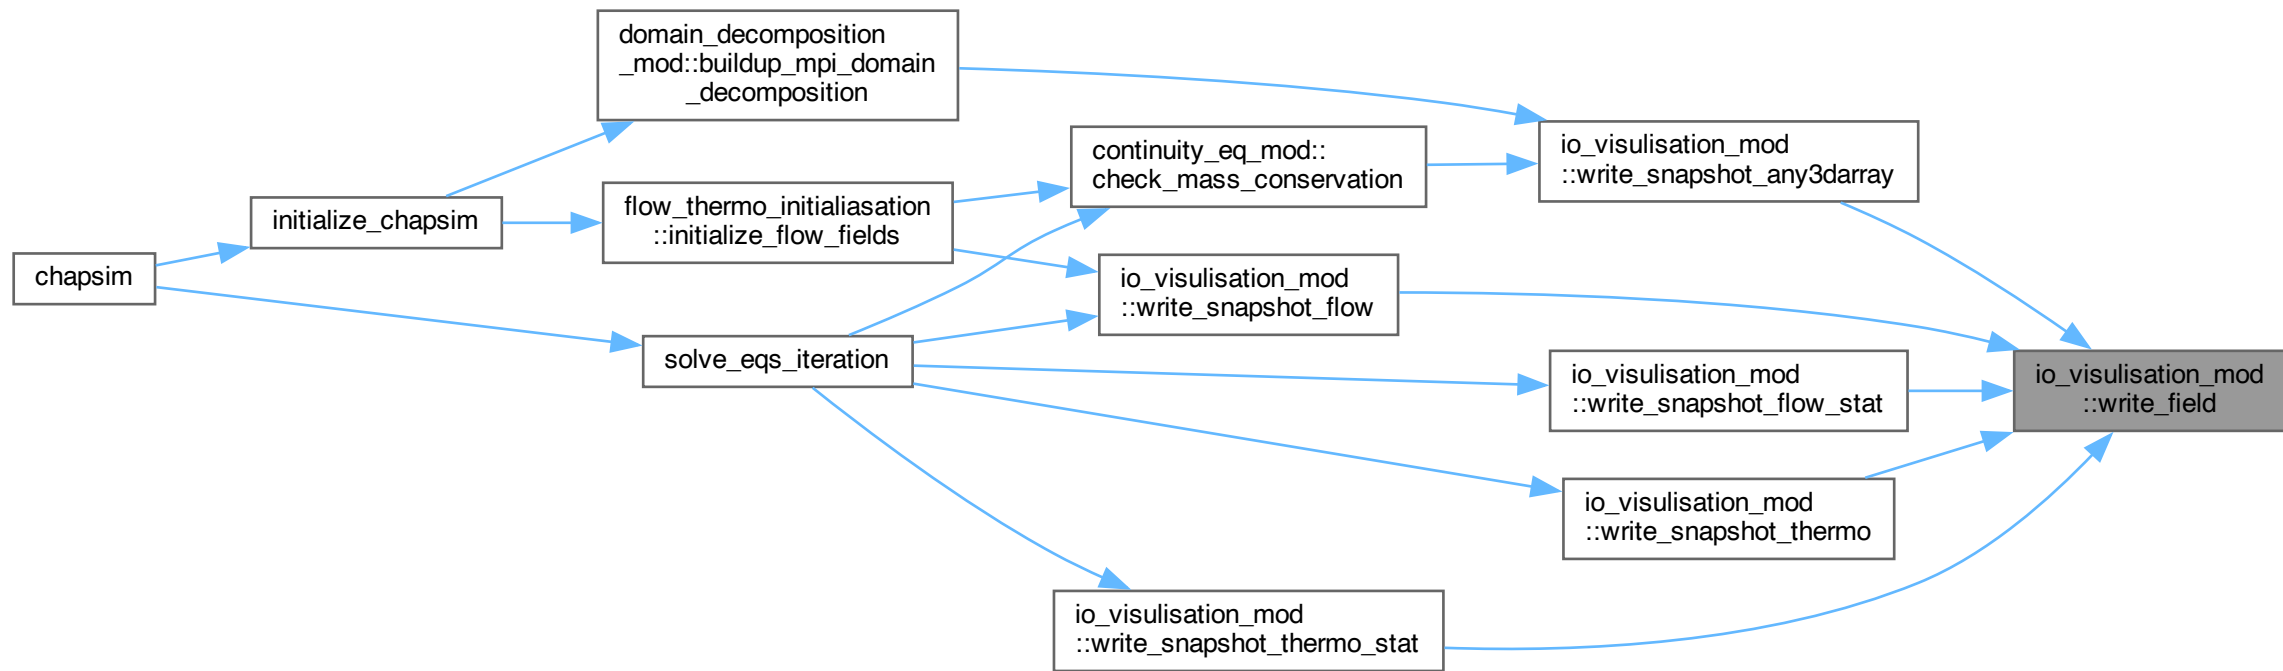 domain_decomposition
_mod::buildup_mpi_domain
_decomposition
continuity_eq_mod::
check_mass_conservation
io_visulisation_mod
::write_snapshot_any3darray
initialize_chapsim
flow_thermo_initialiasation
::initialize_flow_fields
chapsim
io_visulisation_mod
::write_snapshot_flow
solve_eqs_iteration
io_visulisation_mod
::write_snapshot_flow_stat
io_visulisation_mod
::write_field
io_visulisation_mod
::write_snapshot_thermo
io_visulisation_mod
::write_snapshot_thermo_stat